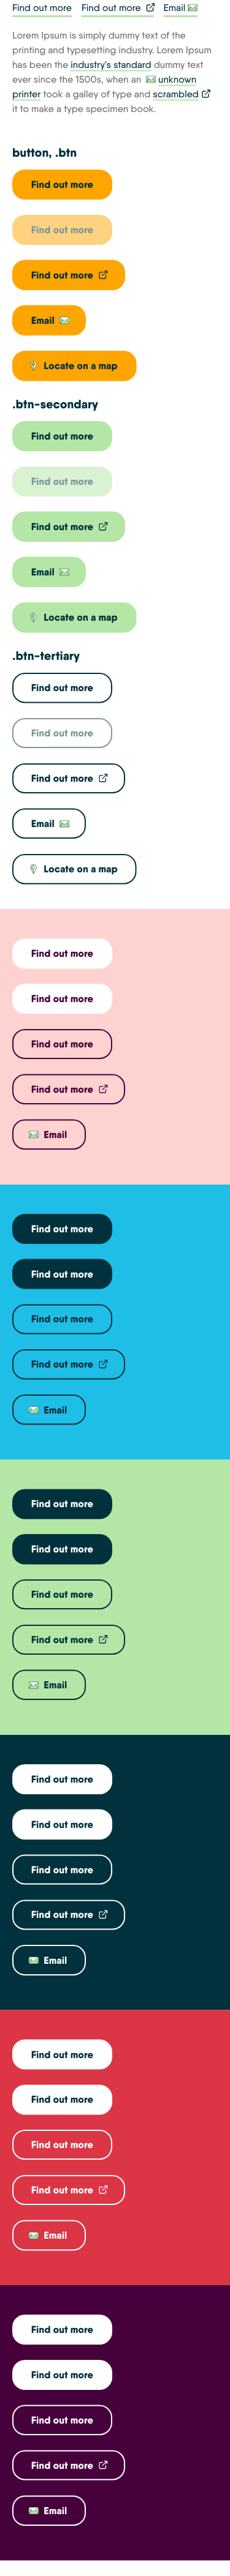 Find out more Find out more Email
Lorem Ipsum is simply dummy text of the
printing and typesetting industry. Lorem Ipsum
has been the industry's standard dummy text
ever since the 1500s, when an unknown
printer took a galley of type and scrambled
it to make a type specimen book.
button, .btn
Find out more
Find out more
Find out more
Email
Locate on a map
.btn-secondary
Find out more
Find out more
Find out more
Email
Locate on a map
.btn-tertiary
Find out more
Find out more
Find out more
Email
Locate on a map
Find out more
Find out more
Find out more
Find out more
Email
Find out more
Find out more
Find out more
Find out more
Email
Find out more
Find out more
Find out more
Find out more
Email
Find out more
Find out more
Find out more
Find out more
Email
Find out more
Find out more
Find out more
Find out more
Email
Find out more
Find out more
Find out more
Find out more
Email